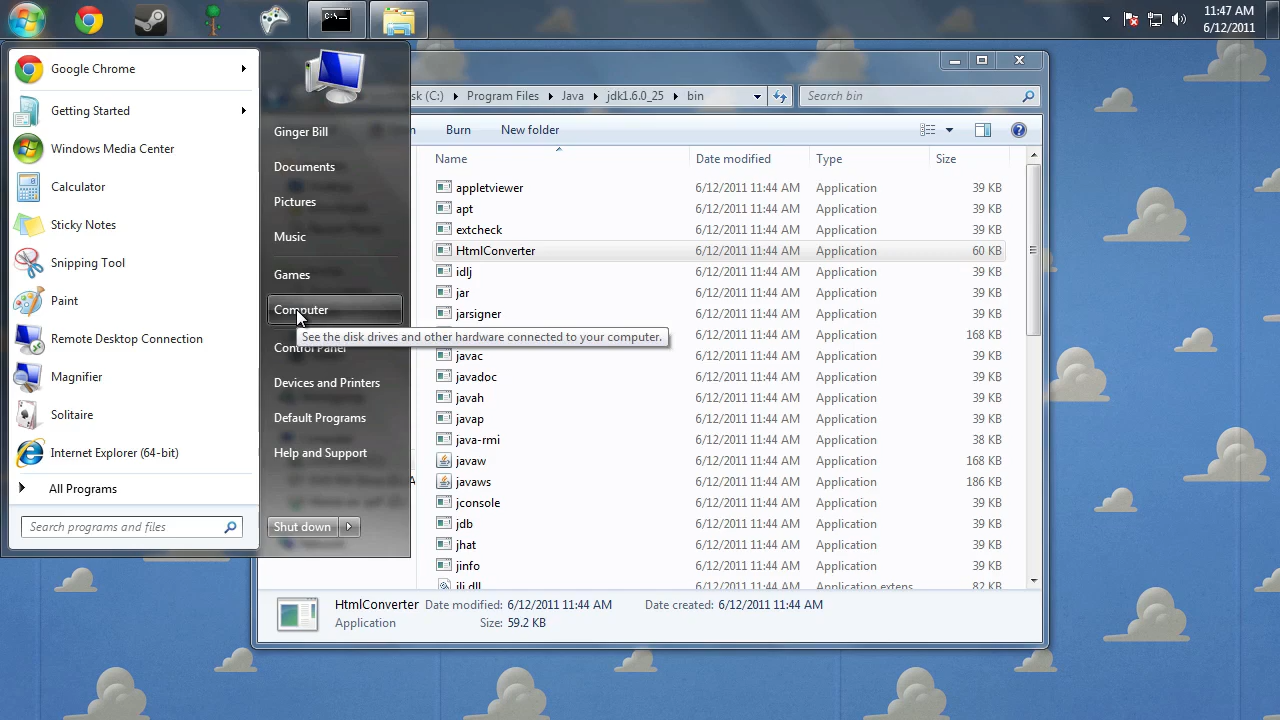 11:47 AM
6/12/2011
C:\
Google Chrome
Getting Started
Windows Media Center
Calculator
Sticky Notes
Snipping Tool
Paint
Remote Desktop Connection
Magnifier
Solitaire
Internet Explorer (64-bit)
All Programs
Search programs and files
Ginger Bill
Documents
Pictures
Music
Games
Computer
See the disk drives and other hardware connected to your computer.
Control Panel
Devices and Printers
Default Programs
Help and Support
Shut down
(C:) Program Files Java jdk1.6.0_25 bin
Search bin
Burn New folder
Name Date modified Type Size
appletviewer 6/12/2011 11:44 AM Application 39 KB
apt 6/12/2011 11:44 AM Application 39 KB
extcheck 6/12/2011 11:44 AM Application 39 KB
HtmlConverter 6/12/2011 11:44 AM Application 60 KB
idlj 6/12/2011 11:44 AM Application 39 KB
jar 6/12/2011 11:44 AM Application 39 KB
jarsigner 6/12/2011 11:44 AM Application 39 KB
6/12/2011 11:44 AM Application 168 KB
javac 6/12/2011 11:44 AM Application 39 KB
javadoc 6/12/2011 11:44 AM Application 39 KB
javah 6/12/2011 11:44 AM Application 39 KB
javap 6/12/2011 11:44 AM Application 39 KB
java-rmi 6/12/2011 11:44 AM Application 38 KB
javaw 6/12/2011 11:44 AM Application 168 KB
javaws 6/12/2011 11:44 AM Application 186 KB
jconsole 6/12/2011 11:44 AM Application 39 KB
jdb 6/12/2011 11:44 AM Application 39 KB
jhat 6/12/2011 11:44 AM Application 39 KB
jinfo 6/12/2011 11:44 AM Application 39 KB
jli.dll 6/12/2011 11:44 AM Application extens 82 KB
HtmlConverter Date modified: 6/12/2011 11:44 AM Date created: 6/12/2011 11:44 AM
Application Size: 59.2 KB